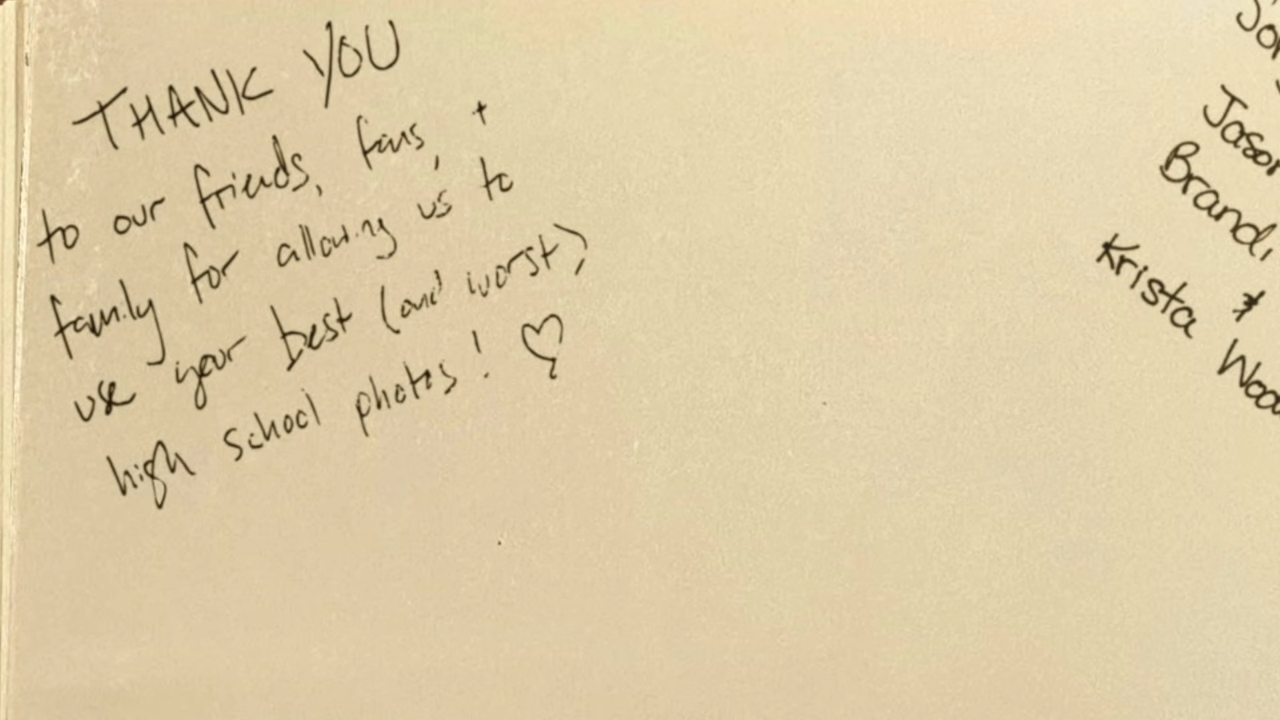 THANK YOU
to our friends, fans, +
family for allowing us to
use your best (and worst)
high school photos! ♡
Jason
Brandi
&
Krista